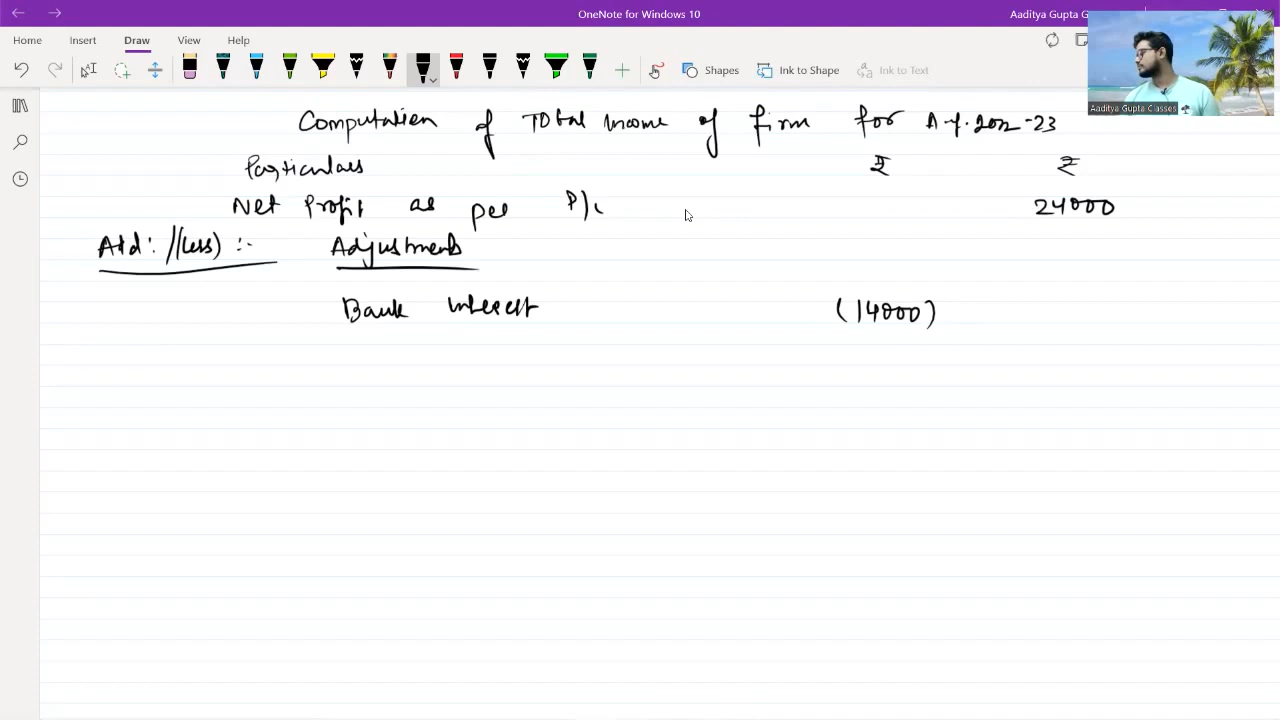 OneNote for Windows 10
Aaditya Gupta G
Home Insert Draw View Help
Shapes Ink to Shape Ink to Text
Aaditya Gupta Classes
Computation of Total Income of firm for A.y. 2022-23
Particulars ₹ ₹
Net Profit as per P/L 24000
Add: /(Less) :- Adjustments
Bank interest (14000)